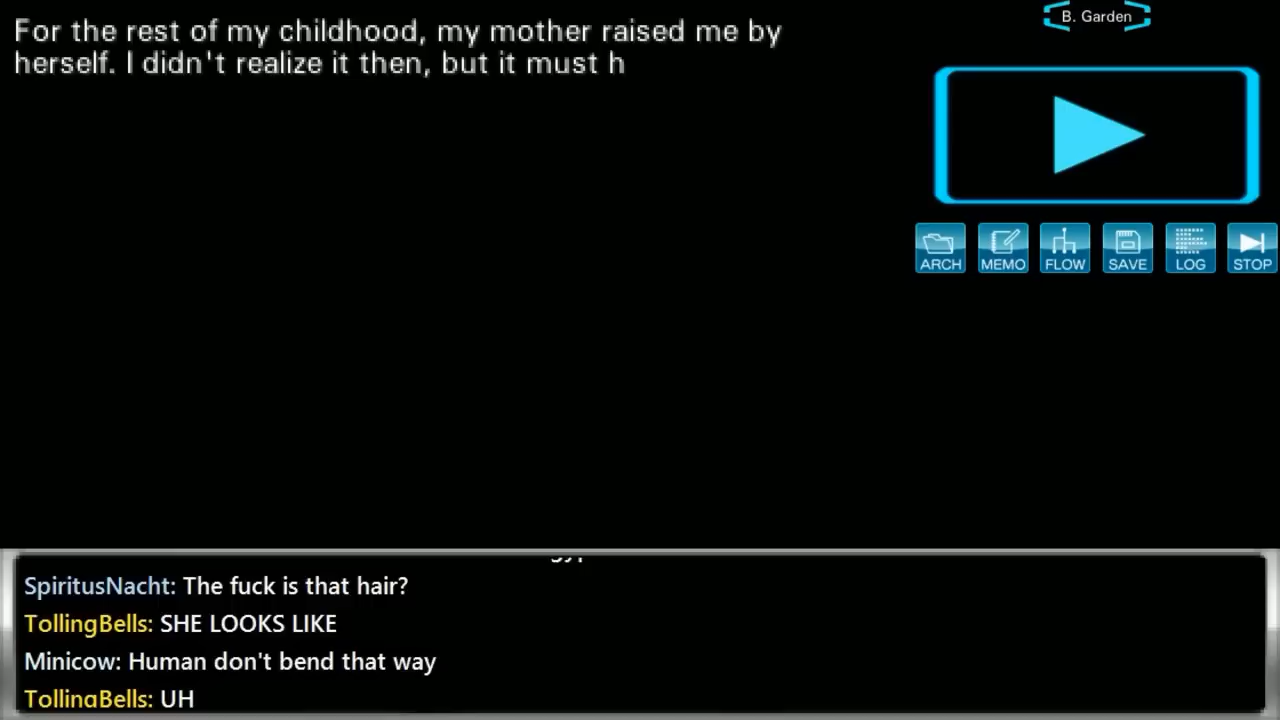 For the rest of my childhood, my mother raised me by
herself. I didn't realize it then, but it must h
B. Garden
ARCH
MEMO
FLOW
SAVE
LOG
STOP
SpiritusNacht: The fuck is that hair?
TollingBells: SHE LOOKS LIKE
Minicow: Human don't bend that way
TollingBells: UH